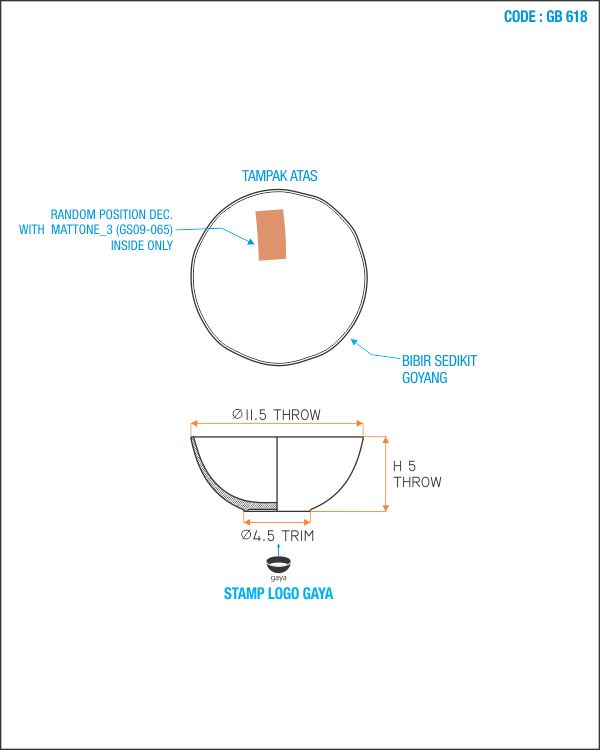 CODE : GB 618
TAMPAK ATAS
RANDOM POSITION DEC.
WITH MATTONE_3 (GS09-065)
INSIDE ONLY
BIBIR SEDIKIT
GOYANG
Ø11.5 THROW
H 5
THROW
Ø4.5 TRIM
gaya
STAMP LOGO GAYA